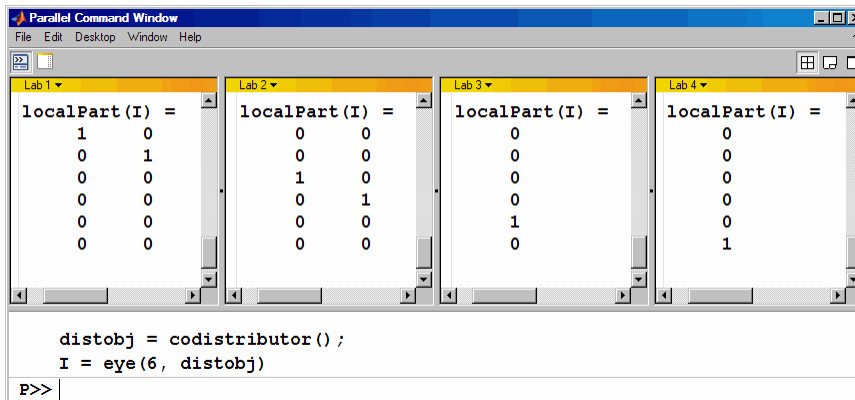 Parallel Command Window
File Edit Desktop Window Help
Lab 1
localPart(I) =
1 0
0 1
0 0
0 0
0 0
0 0
Lab 2
localPart(I) =
0 0
0 0
1 0
0 1
0 0
0 0
Lab 3
localPart(I) =
0
0
0
0
1
0
Lab 4
localPart(I) =
0
0
0
0
0
1
distobj = codistributor();
I = eye(6, distobj)
P>>